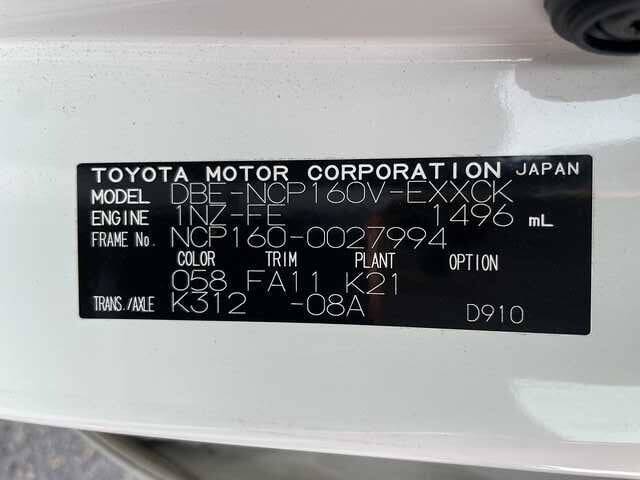 TOYOTA MOTOR CORPORATION JAPAN
MODEL DBE-NCP160V-EXXCK
ENGINE 1NZ-FE 1496 mL
FRAME No. NCP160-0027994
COLOR TRIM PLANT OPTION
058 FA11 K21
TRANS./AXLE K312 -08A D910